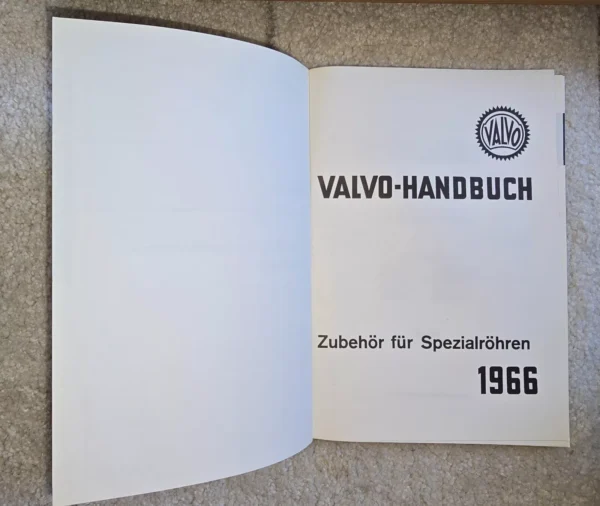 VALVO
VALVO-HANDBUCH
Zubehör für Spezialröhren
1966